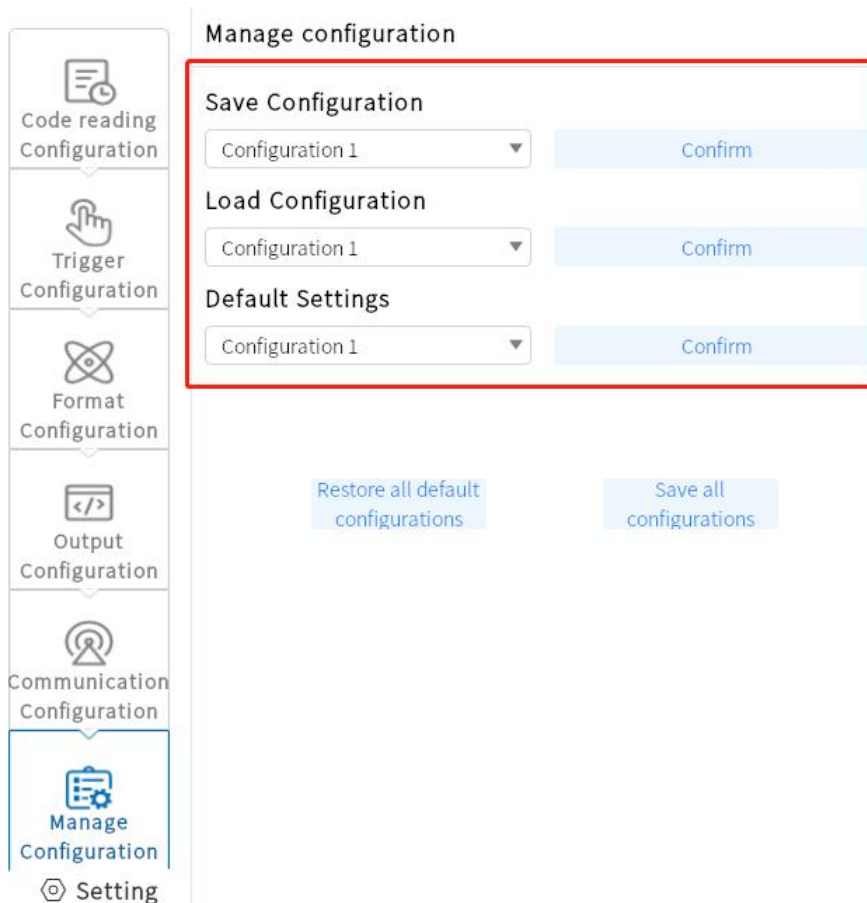 Code reading
Configuration
Trigger
Configuration
Format
Configuration
</>
Output
Configuration
Communication
Configuration
Manage
Configuration
Setting
Manage configuration
Save Configuration
Configuration 1
Confirm
Load Configuration
Configuration 1
Confirm
Default Settings
Configuration 1
Confirm
Restore all default
configurations
Save all
configurations